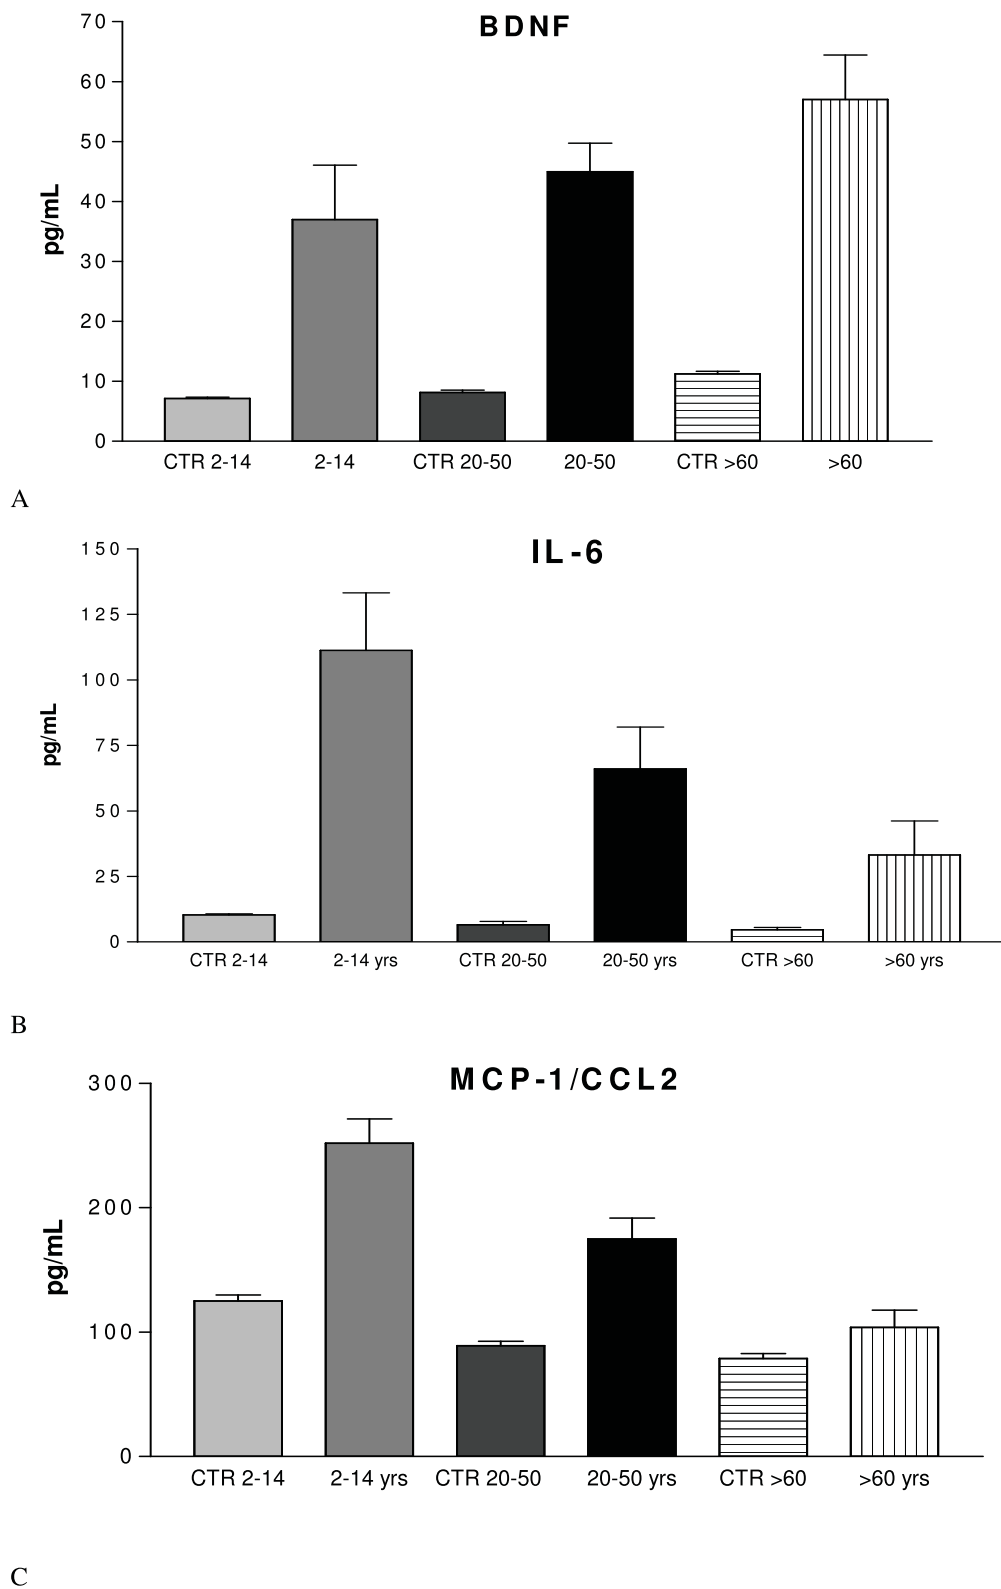 BDNF
70
60
50
40
30
20
10
0
pg/mL
CTR 2-14 2-14 CTR 20-50 20-50 CTR >60 >60
A
IL-6
150
125
100
75
50
25
0
pg/mL
CTR 2-14 2-14 yrs CTR 20-50 20-50 yrs CTR >60 >60 yrs
B
MCP-1/CCL2
300
200
100
0
pg/mL
CTR 2-14 2-14 yrs CTR 20-50 20-50 yrs CTR >60 >60 yrs
C